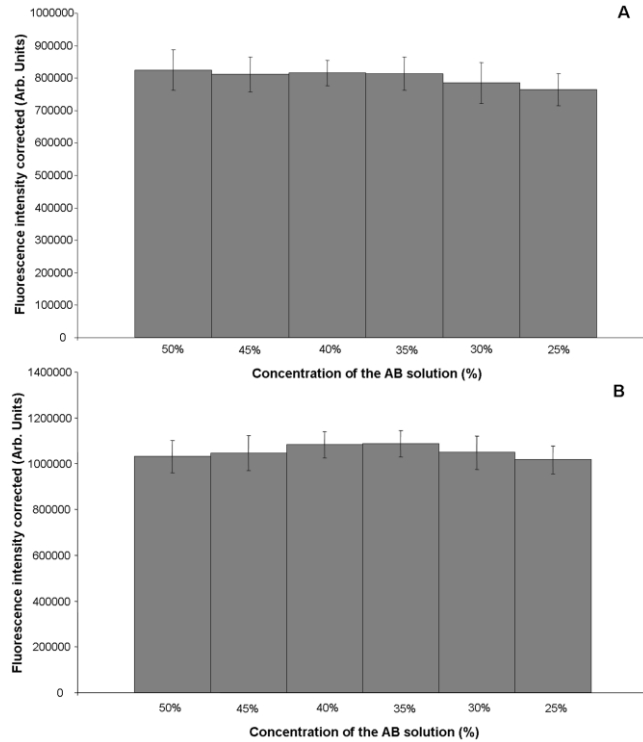 A
Fluorescence intensity corrected (Arb. Units)
1000000
900000
800000
700000
600000
500000
400000
300000
200000
100000
0
50% 45% 40% 35% 30% 25%
Concentration of the AB solution (%)
B
Fluorescence intensity corrected (Arb. Units)
1400000
1200000
1000000
800000
600000
400000
200000
0
50% 45% 40% 35% 30% 25%
Concentration of the AB solution (%)